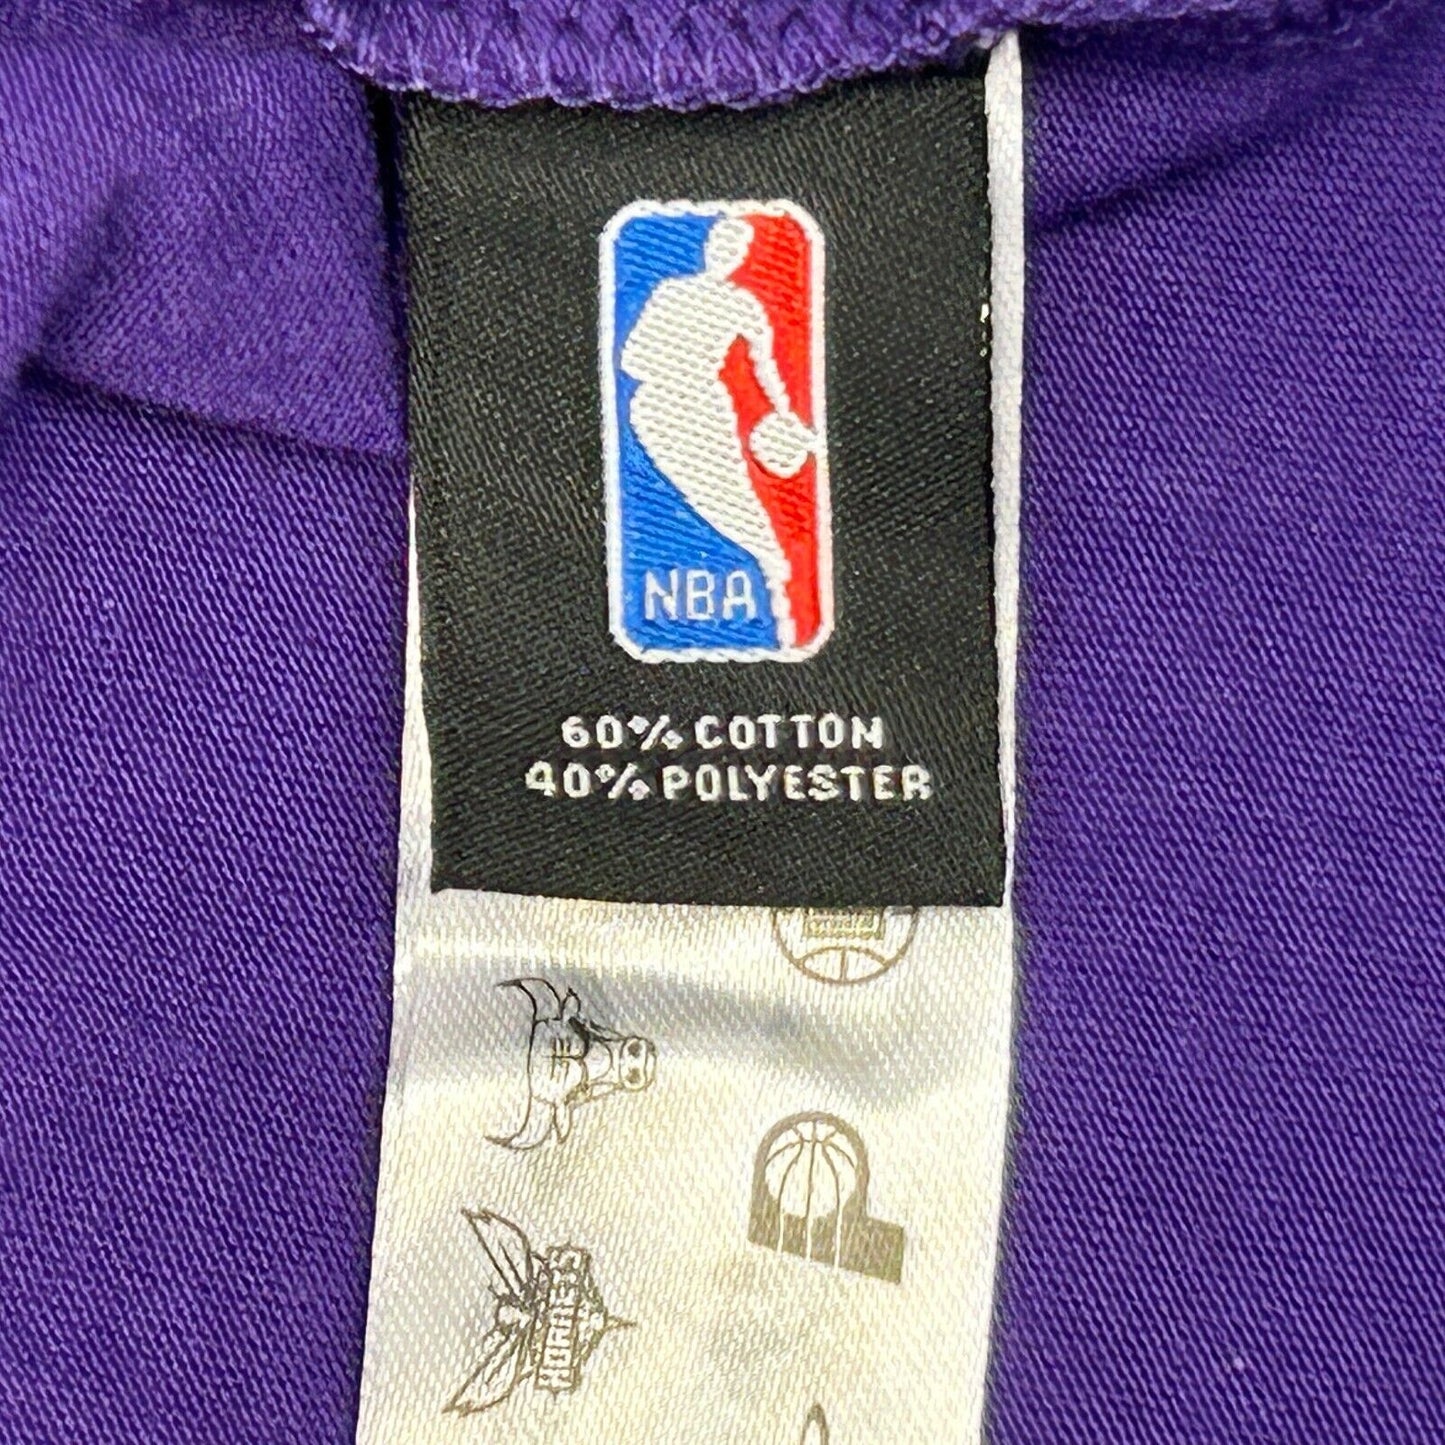 NBA
60% COTTON
40% POLYESTER
HORNETS